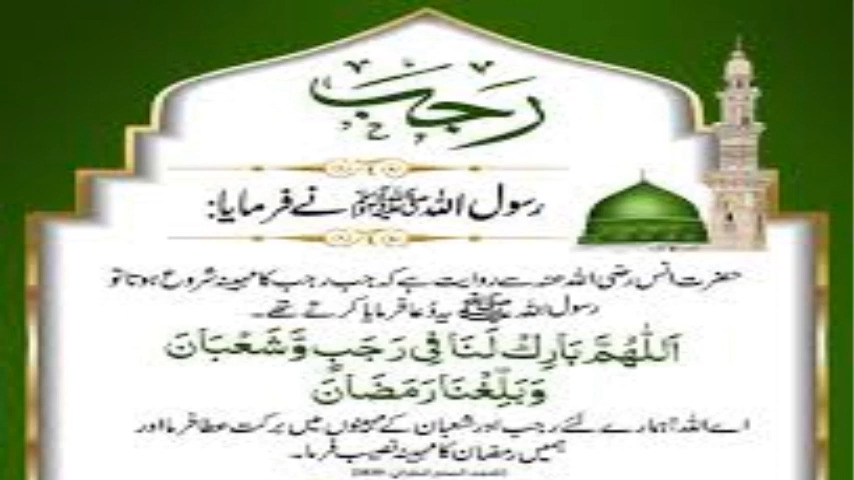 رجب
رسول اللہ ﷺ نے فرمایا:
حضرت انس رضی اللہ عنہ سے روایت ہے کہ جب رجب کا مہینہ شروع ہوتا تو
رسول اللہ ﷺ یہ دُعا فرمایا کرتے تھے۔
اَللّٰهُمَّ بَارِكْ لَنَا فِی رَجَبٍ وَّشَعْبَانَ
وَبَلِّغْنَا رَمَضَانَ
اے اللہ! ہمارے لئے رجب اور شعبان کے مہینوں میں برکت عطا فرما اور
ہمیں رمضان کا مہینہ نصیب فرما۔